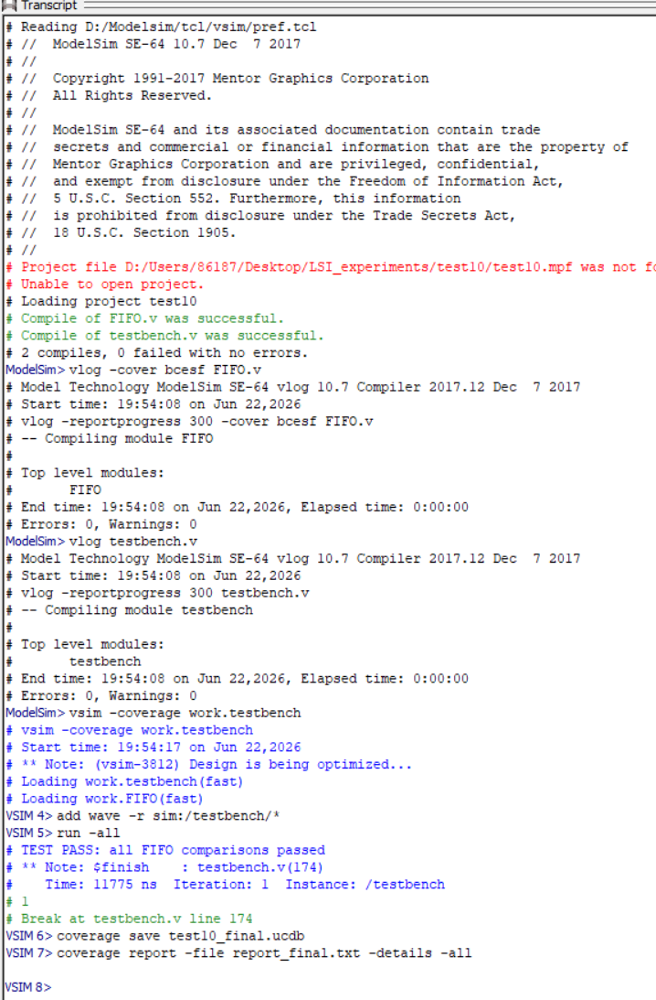 Transcript
# Reading D:/Modelsim/tcl/vsim/pref.tcl
# //  ModelSim SE-64 10.7 Dec  7 2017
# //
# //  Copyright 1991-2017 Mentor Graphics Corporation
# //  All Rights Reserved.
# //
# //  ModelSim SE-64 and its associated documentation contain trade
# //  secrets and commercial or financial information that are the property of
# //  Mentor Graphics Corporation and are privileged, confidential,
# //  and exempt from disclosure under the Freedom of Information Act,
# //  5 U.S.C. Section 552. Furthermore, this information
# //  is prohibited from disclosure under the Trade Secrets Act,
# //  18 U.S.C. Section 1905.
# //
# Project file D:/Users/86187/Desktop/LSI_experiments/test10/test10.mpf was not fo
# Unable to open project.
# Loading project test10
# Compile of FIFO.v was successful.
# Compile of testbench.v was successful.
# 2 compiles, 0 failed with no errors.
ModelSim> vlog -cover bcesf FIFO.v
# Model Technology ModelSim SE-64 vlog 10.7 Compiler 2017.12 Dec  7 2017
# Start time: 19:54:08 on Jun 22,2026
# vlog -reportprogress 300 -cover bcesf FIFO.v
# -- Compiling module FIFO
#
# Top level modules:
#       FIFO
# End time: 19:54:08 on Jun 22,2026, Elapsed time: 0:00:00
# Errors: 0, Warnings: 0
ModelSim> vlog testbench.v
# Model Technology ModelSim SE-64 vlog 10.7 Compiler 2017.12 Dec  7 2017
# Start time: 19:54:08 on Jun 22,2026
# vlog -reportprogress 300 testbench.v
# -- Compiling module testbench
#
# Top level modules:
#       testbench
# End time: 19:54:08 on Jun 22,2026, Elapsed time: 0:00:00
# Errors: 0, Warnings: 0
ModelSim> vsim -coverage work.testbench
# vsim -coverage work.testbench
# Start time: 19:54:17 on Jun 22,2026
# ** Note: (vsim-3812) Design is being optimized...
# Loading work.testbench(fast)
# Loading work.FIFO(fast)
VSIM 4> add wave -r sim:/testbench/*
VSIM 5> run -all
# TEST PASS: all FIFO comparisons passed
# ** Note: $finish    : testbench.v(174)
#    Time: 11775 ns  Iteration: 1  Instance: /testbench
# 1
# Break at testbench.v line 174
VSIM 6> coverage save test10_final.ucdb
VSIM 7> coverage report -file report_final.txt -details -all
VSIM 8>